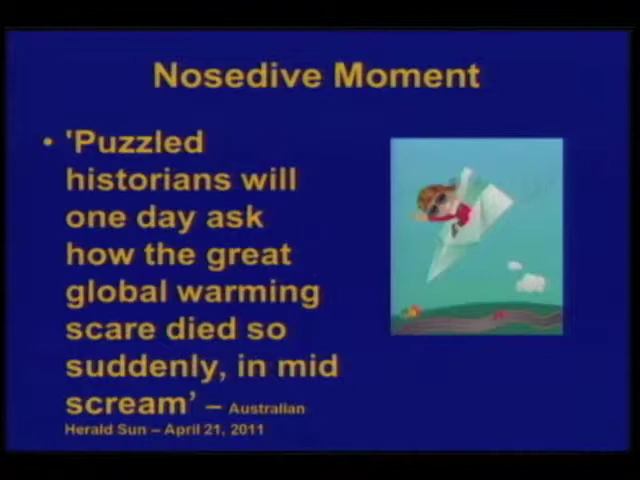 Nosedive Moment
• 'Puzzled
historians will
one day ask
how the great
global warming
scare died so
suddenly, in mid
scream’ – Australian
Herald Sun – April 21, 2011